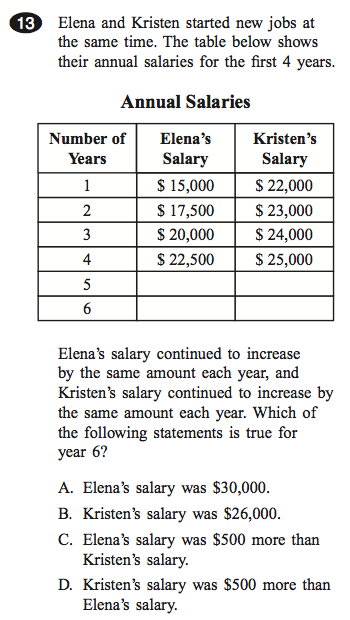 13 Elena and Kristen started new jobs at
the same time. The table below shows
their annual salaries for the first 4 years.
Annual Salaries
Number of Years Elena's Salary Kristen's Salary
1 $ 15,000 $ 22,000
2 $ 17,500 $ 23,000
3 $ 20,000 $ 24,000
4 $ 22,500 $ 25,000
5
6
Elena's salary continued to increase
by the same amount each year, and
Kristen's salary continued to increase by
the same amount each year. Which of
the following statements is true for
year 6?
A. Elena's salary was $30,000.
B. Kristen's salary was $26,000.
C. Elena's salary was $500 more than
Kristen's salary.
D. Kristen's salary was $500 more than
Elena's salary.